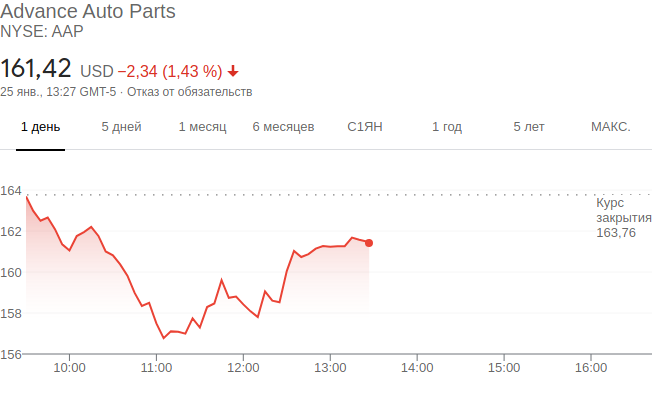 Advance Auto Parts
NYSE: AAP
161,42 USD −2,34 (1,43 %)
25 янв., 13:27 GMT-5 · Отказ от обязательств
1 день 5 дней 1 месяц 6 месяцев С1ЯН 1 год 5 лет МАКС.
164
Курс
закрытия
163,76
162
160
158
156
10:00 11:00 12:00 13:00 14:00 15:00 16:00